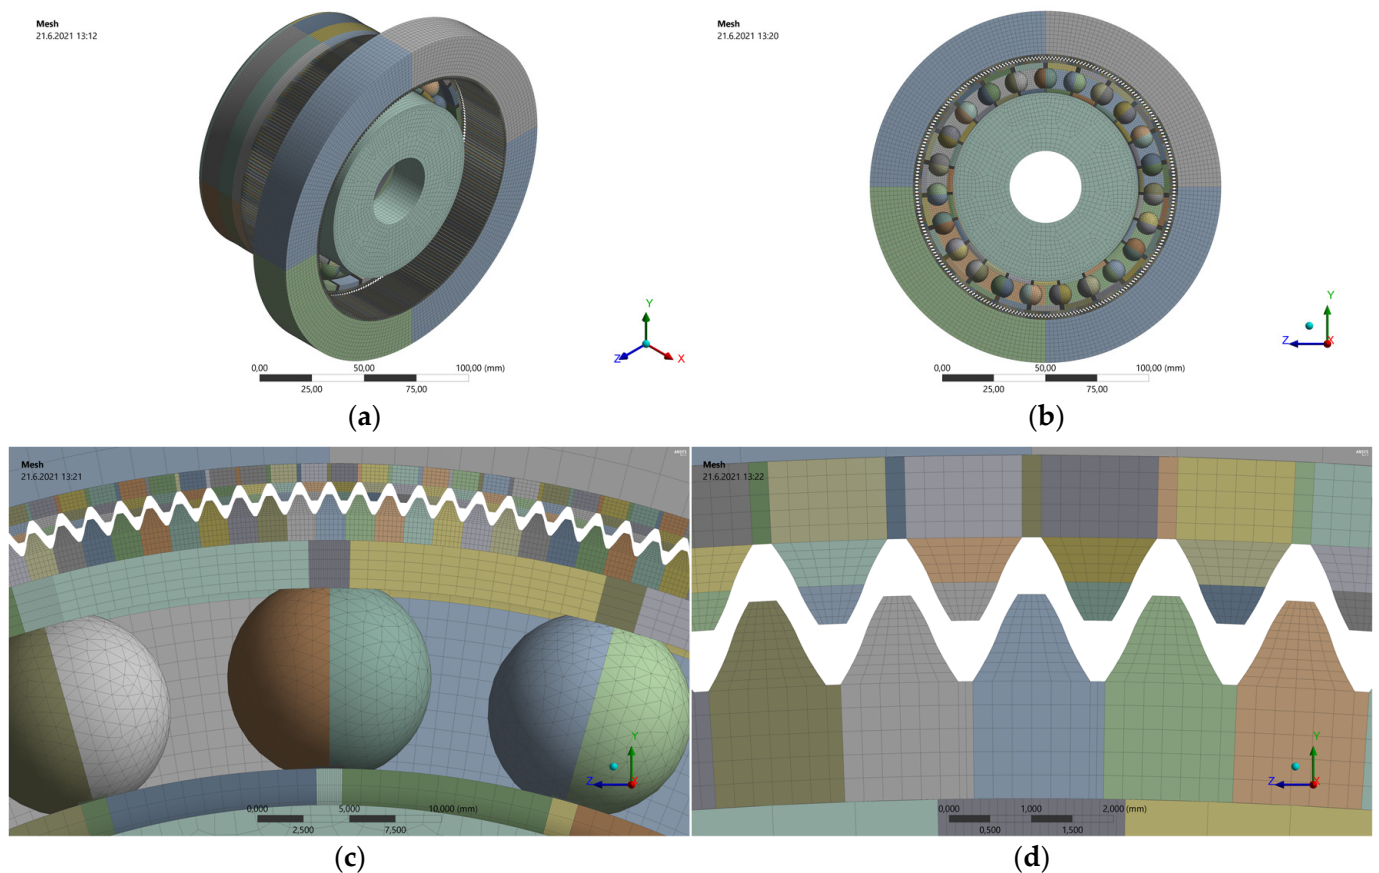 Mesh
21.6.2021 13:12
Y
Z
X
0,00 50,00 100,00 (mm)
25,00 75,00
(a)
Mesh
21.6.2021 13:20
Y
Z
X
0,00 50,00 100,00 (mm)
25,00 75,00
(b)
Mesh
21.6.2021 13:21
ANSYS
Y
Z
X
0,000 5,000 10,000 (mm)
2,500 7,500
(c)
Mesh
21.6.2021 13:22
ANSYS
Y
Z
X
0,000 1,000 2,000 (mm)
0,500 1,500
(d)